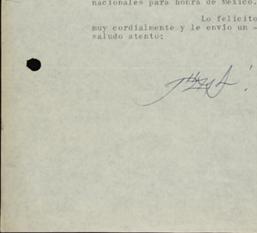 nacionales para honra de México.
Lo felicito
muy cordialmente y le envío un -
saludo atento: